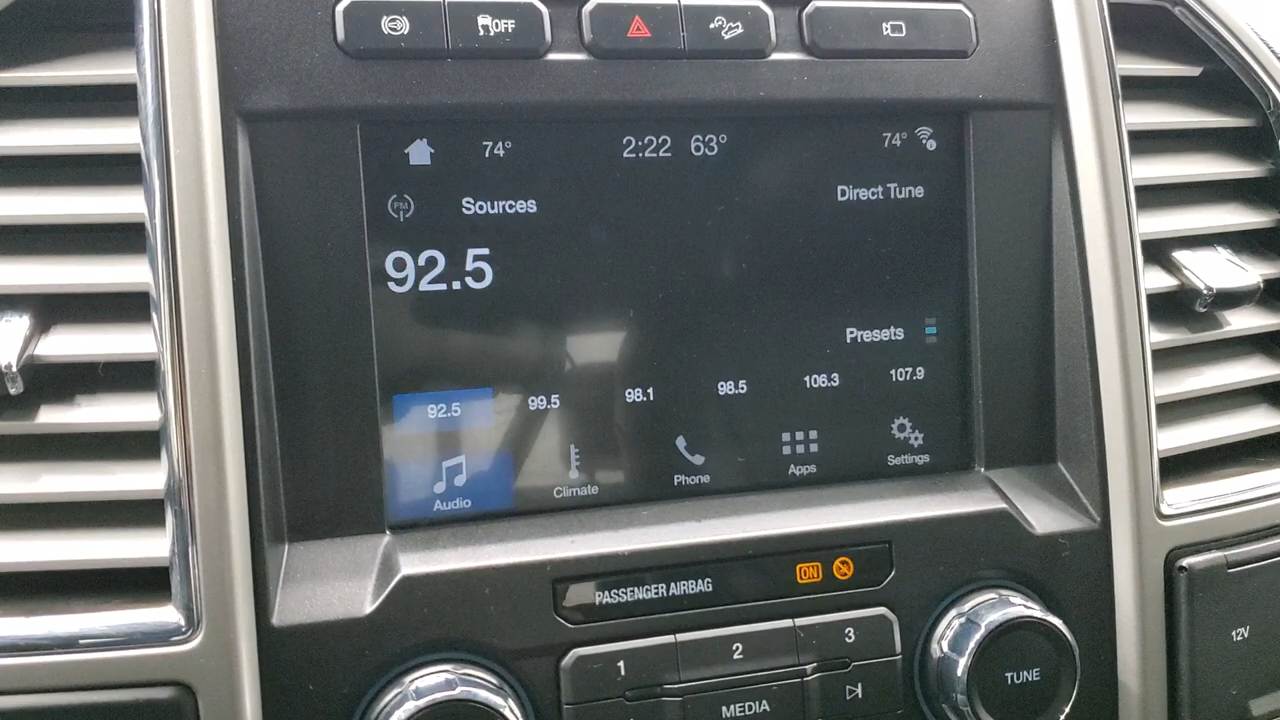 OFF
74° 2:22 63° 74°
FM Sources Direct Tune
92.5
Presets
92.5 99.5 98.1 98.5 106.3 107.9
Audio Climate Phone Apps Settings
PASSENGER AIRBAG ON
1 2 3
MEDIA
TUNE
12V